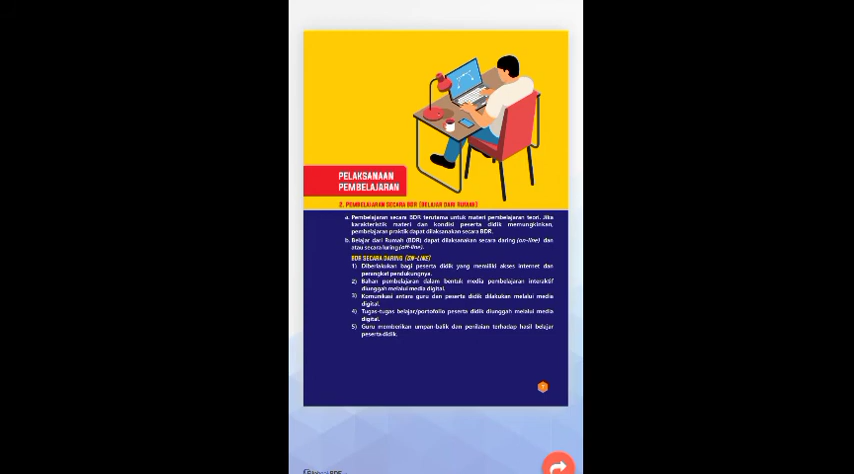 PELAKSANAAN
PEMBELAJARAN
2. PEMBELAJARAN SECARA BDR (BELAJAR DARI RUMAH)
a. Pembelajaran secara BDR terutama untuk materi pembelajaran teori. Jika
karakteristik materi dan kondisi peserta didik memungkinkan,
pembelajaran praktik dapat dilaksanakan secara BDR.
b. Belajar dari Rumah (BDR) dapat dilaksanakan secara daring (on-line) dan
atau secara luring (off-line).
BDR SECARA DARING (ON-LINE)
1) Diberlakukan bagi peserta didik yang memiliki akses internet dan
perangkat pendukungnya.
2) Bahan pembelajaran dalam bentuk media pembelajaran interaktif
diunggah melalui media digital.
3) Komunikasi antara guru dan peserta didik dilakukan melalui media
digital.
4) Tugas-tugas belajar/portofolio peserta didik diunggah melalui media
digital.
5) Guru memberikan umpan-balik dan penilaian terhadap hasil belajar
peserta-didik.